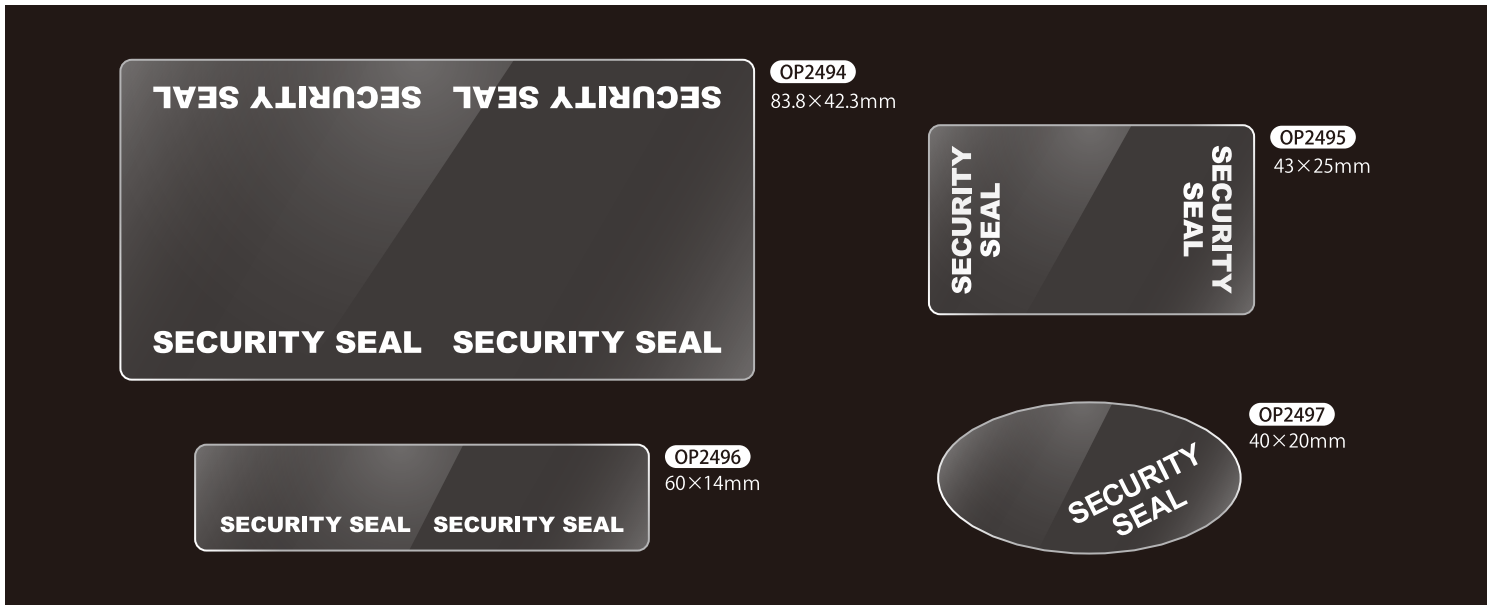 SECURITY SEAL SECURITY SEAL
OP2494
83.8×42.3mm
SECURITY SEAL SECURITY SEAL
SECURITY
SEAL
SECURITY
SEAL
OP2495
43×25mm
SECURITY SEAL SECURITY SEAL
OP2496
60×14mm
SECURITY
SEAL
OP2497
40×20mm